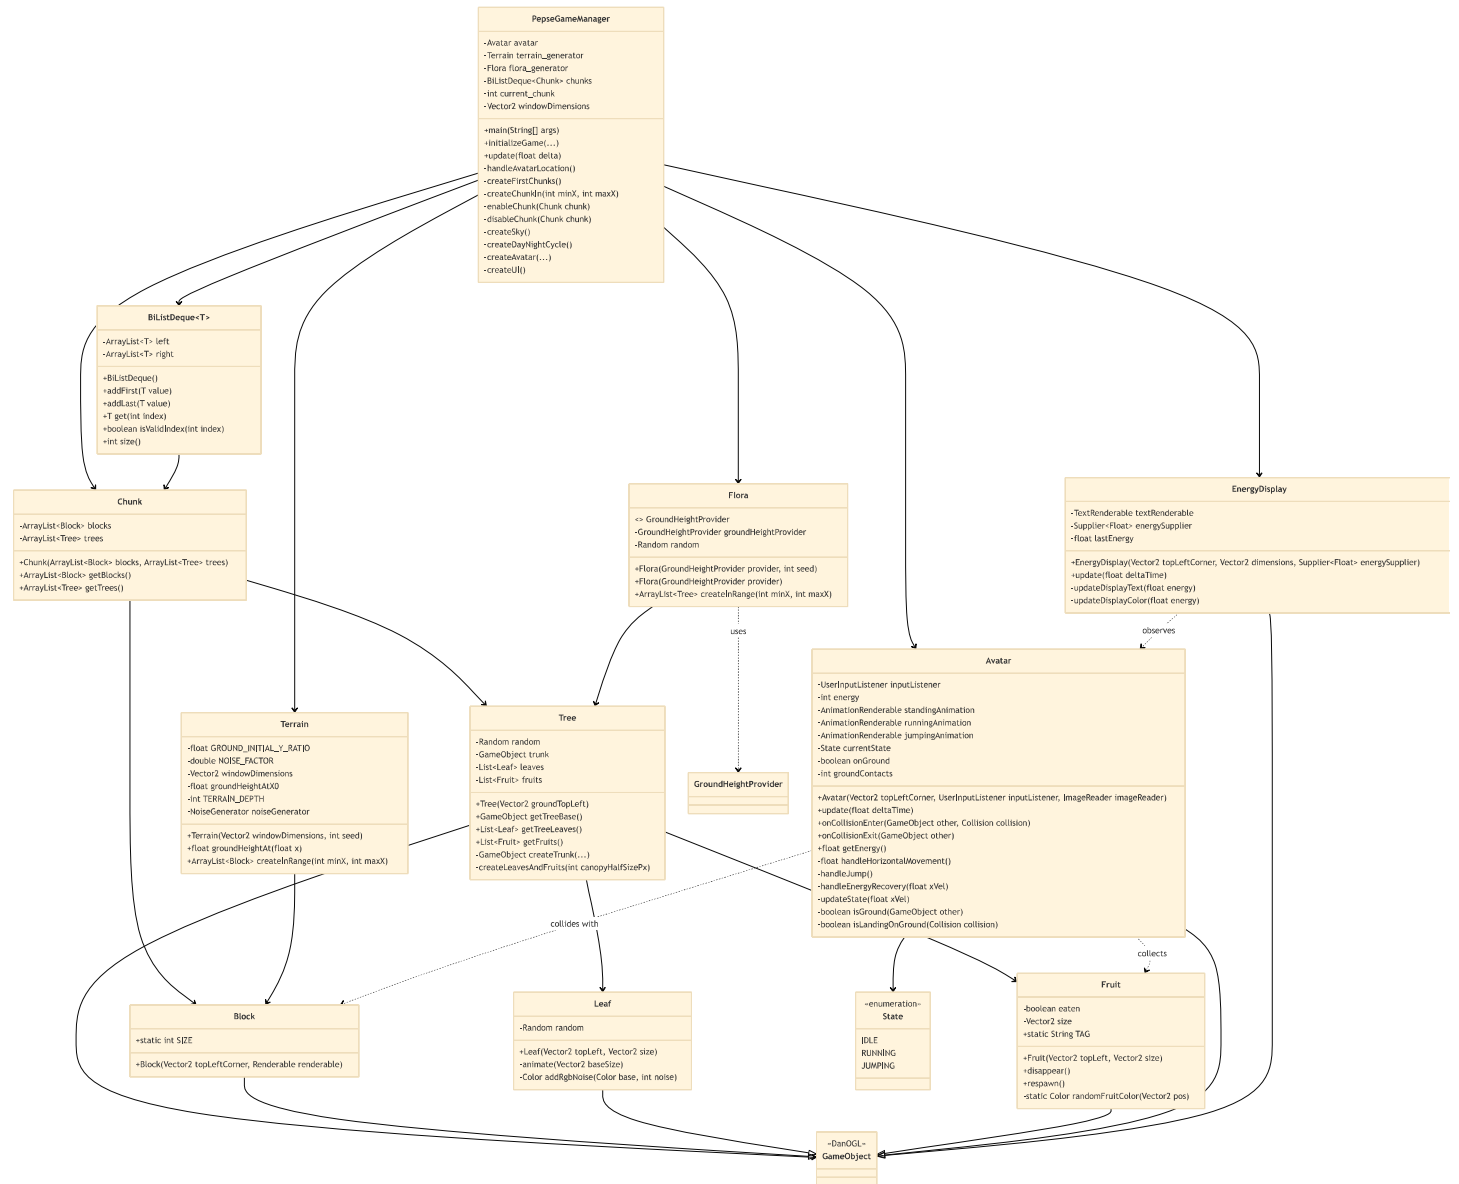 PepseGameManager
-Avatar avatar
-Terrain terrain_generator
-Flora flora_generator
-BiListDeque<Chunk> chunks
-int current_chunk
-Vector2 windowDimensions
+main(String[] args)
+initializeGame(...)
+update(float delta)
-handleAvatarLocation()
-createFirstChunks()
-createChunkIn(int minX, int maxX)
-enableChunk(Chunk chunk)
-disableChunk(Chunk chunk)
-createSky()
-createDayNightCycle()
-createAvatar(...)
-createUI()
BiListDeque<T>
-ArrayList<T> left
-ArrayList<T> right
+BiListDeque()
+addFirst(T value)
+addLast(T value)
+T get(int index)
+boolean isValidIndex(int index)
+int size()
Chunk
-ArrayList<Block> blocks
-ArrayList<Tree> trees
+Chunk(ArrayList<Block> blocks, ArrayList<Tree> trees)
+ArrayList<Block> getBlocks()
+ArrayList<Tree> getTrees()
Flora
<> GroundHeightProvider
-GroundHeightProvider groundHeightProvider
-Random random
+Flora(GroundHeightProvider provider, int seed)
+Flora(GroundHeightProvider provider)
+ArrayList<Tree> createInRange(int minX, int maxX)
EnergyDisplay
-TextRenderable textRenderable
-Supplier<Float> energySupplier
-float lastEnergy
+EnergyDisplay(Vector2 topLeftCorner, Vector2 dimensions, Supplier<Float> energySupplier)
+update(float deltaTime)
-updateDisplayText(float energy)
-updateDisplayColor(float energy)
uses
observes
Avatar
-UserInputListener inputListener
-int energy
-AnimationRenderable standingAnimation
-AnimationRenderable runningAnimation
-AnimationRenderable jumpingAnimation
-State currentState
-boolean onGround
-int groundContacts
+Avatar(Vector2 topLeftCorner, UserInputListener inputListener, ImageReader imageReader)
+update(float deltaTime)
+onCollisionEnter(GameObject other, Collision collision)
+onCollisionExit(GameObject other)
+float getEnergy()
-float handleHorizontalMovement()
-handleJump()
-handleEnergyRecovery(float xVel)
-updateState(float xVel)
-boolean isGround(GameObject other)
-boolean isLandingOnGround(Collision collision)
Terrain
-float GROUND_INITIAL_Y_RATIO
-double NOISE_FACTOR
-Vector2 windowDimensions
-float groundHeightAtX0
-int TERRAIN_DEPTH
-NoiseGenerator noiseGenerator
+Terrain(Vector2 windowDimensions, int seed)
+float groundHeightAt(float x)
+ArrayList<Block> createInRange(int minX, int maxX)
Tree
-Random random
-GameObject trunk
-List<Leaf> leaves
-List<Fruit> fruits
+Tree(Vector2 groundTopLeft)
+GameObject getTreeBase()
+List<Leaf> getTreeLeaves()
+List<Fruit> getFruits()
-GameObject createTrunk(...)
-createLeavesAndFruits(int canopyHalfSizePx)
GroundHeightProvider
collides with
collects
Block
+static int SIZE
+Block(Vector2 topLeftCorner, Renderable renderable)
Leaf
-Random random
+Leaf(Vector2 topLeft, Vector2 size)
-animate(Vector2 baseSize)
-Color addRgbNoise(Color base, int noise)
«enumeration»
State
IDLE
RUNNING
JUMPING
Fruit
-boolean eaten
-Vector2 size
+static String TAG
+Fruit(Vector2 topLeft, Vector2 size)
+disappear()
+respawn()
-static Color randomFruitColor(Vector2 pos)
«DanOGL»
GameObject